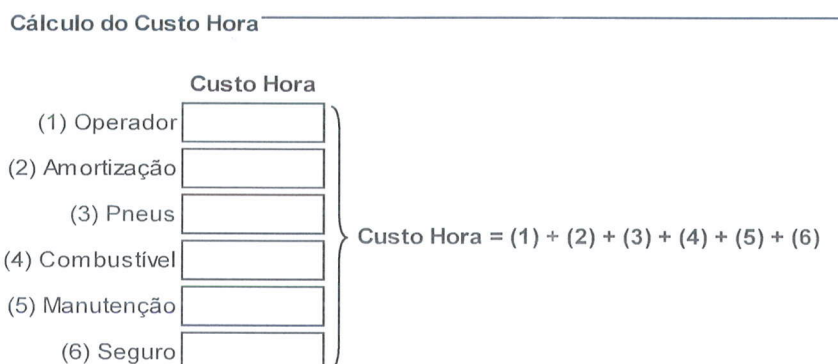 Cálculo do Custo Hora
Custo Hora
(1) Operador
(2) Amortização
(3) Pneus
Custo Hora = (1) + (2) + (3) + (4) + (5) + (6)
(4) Combustível
(5) Manutenção
(6) Seguro